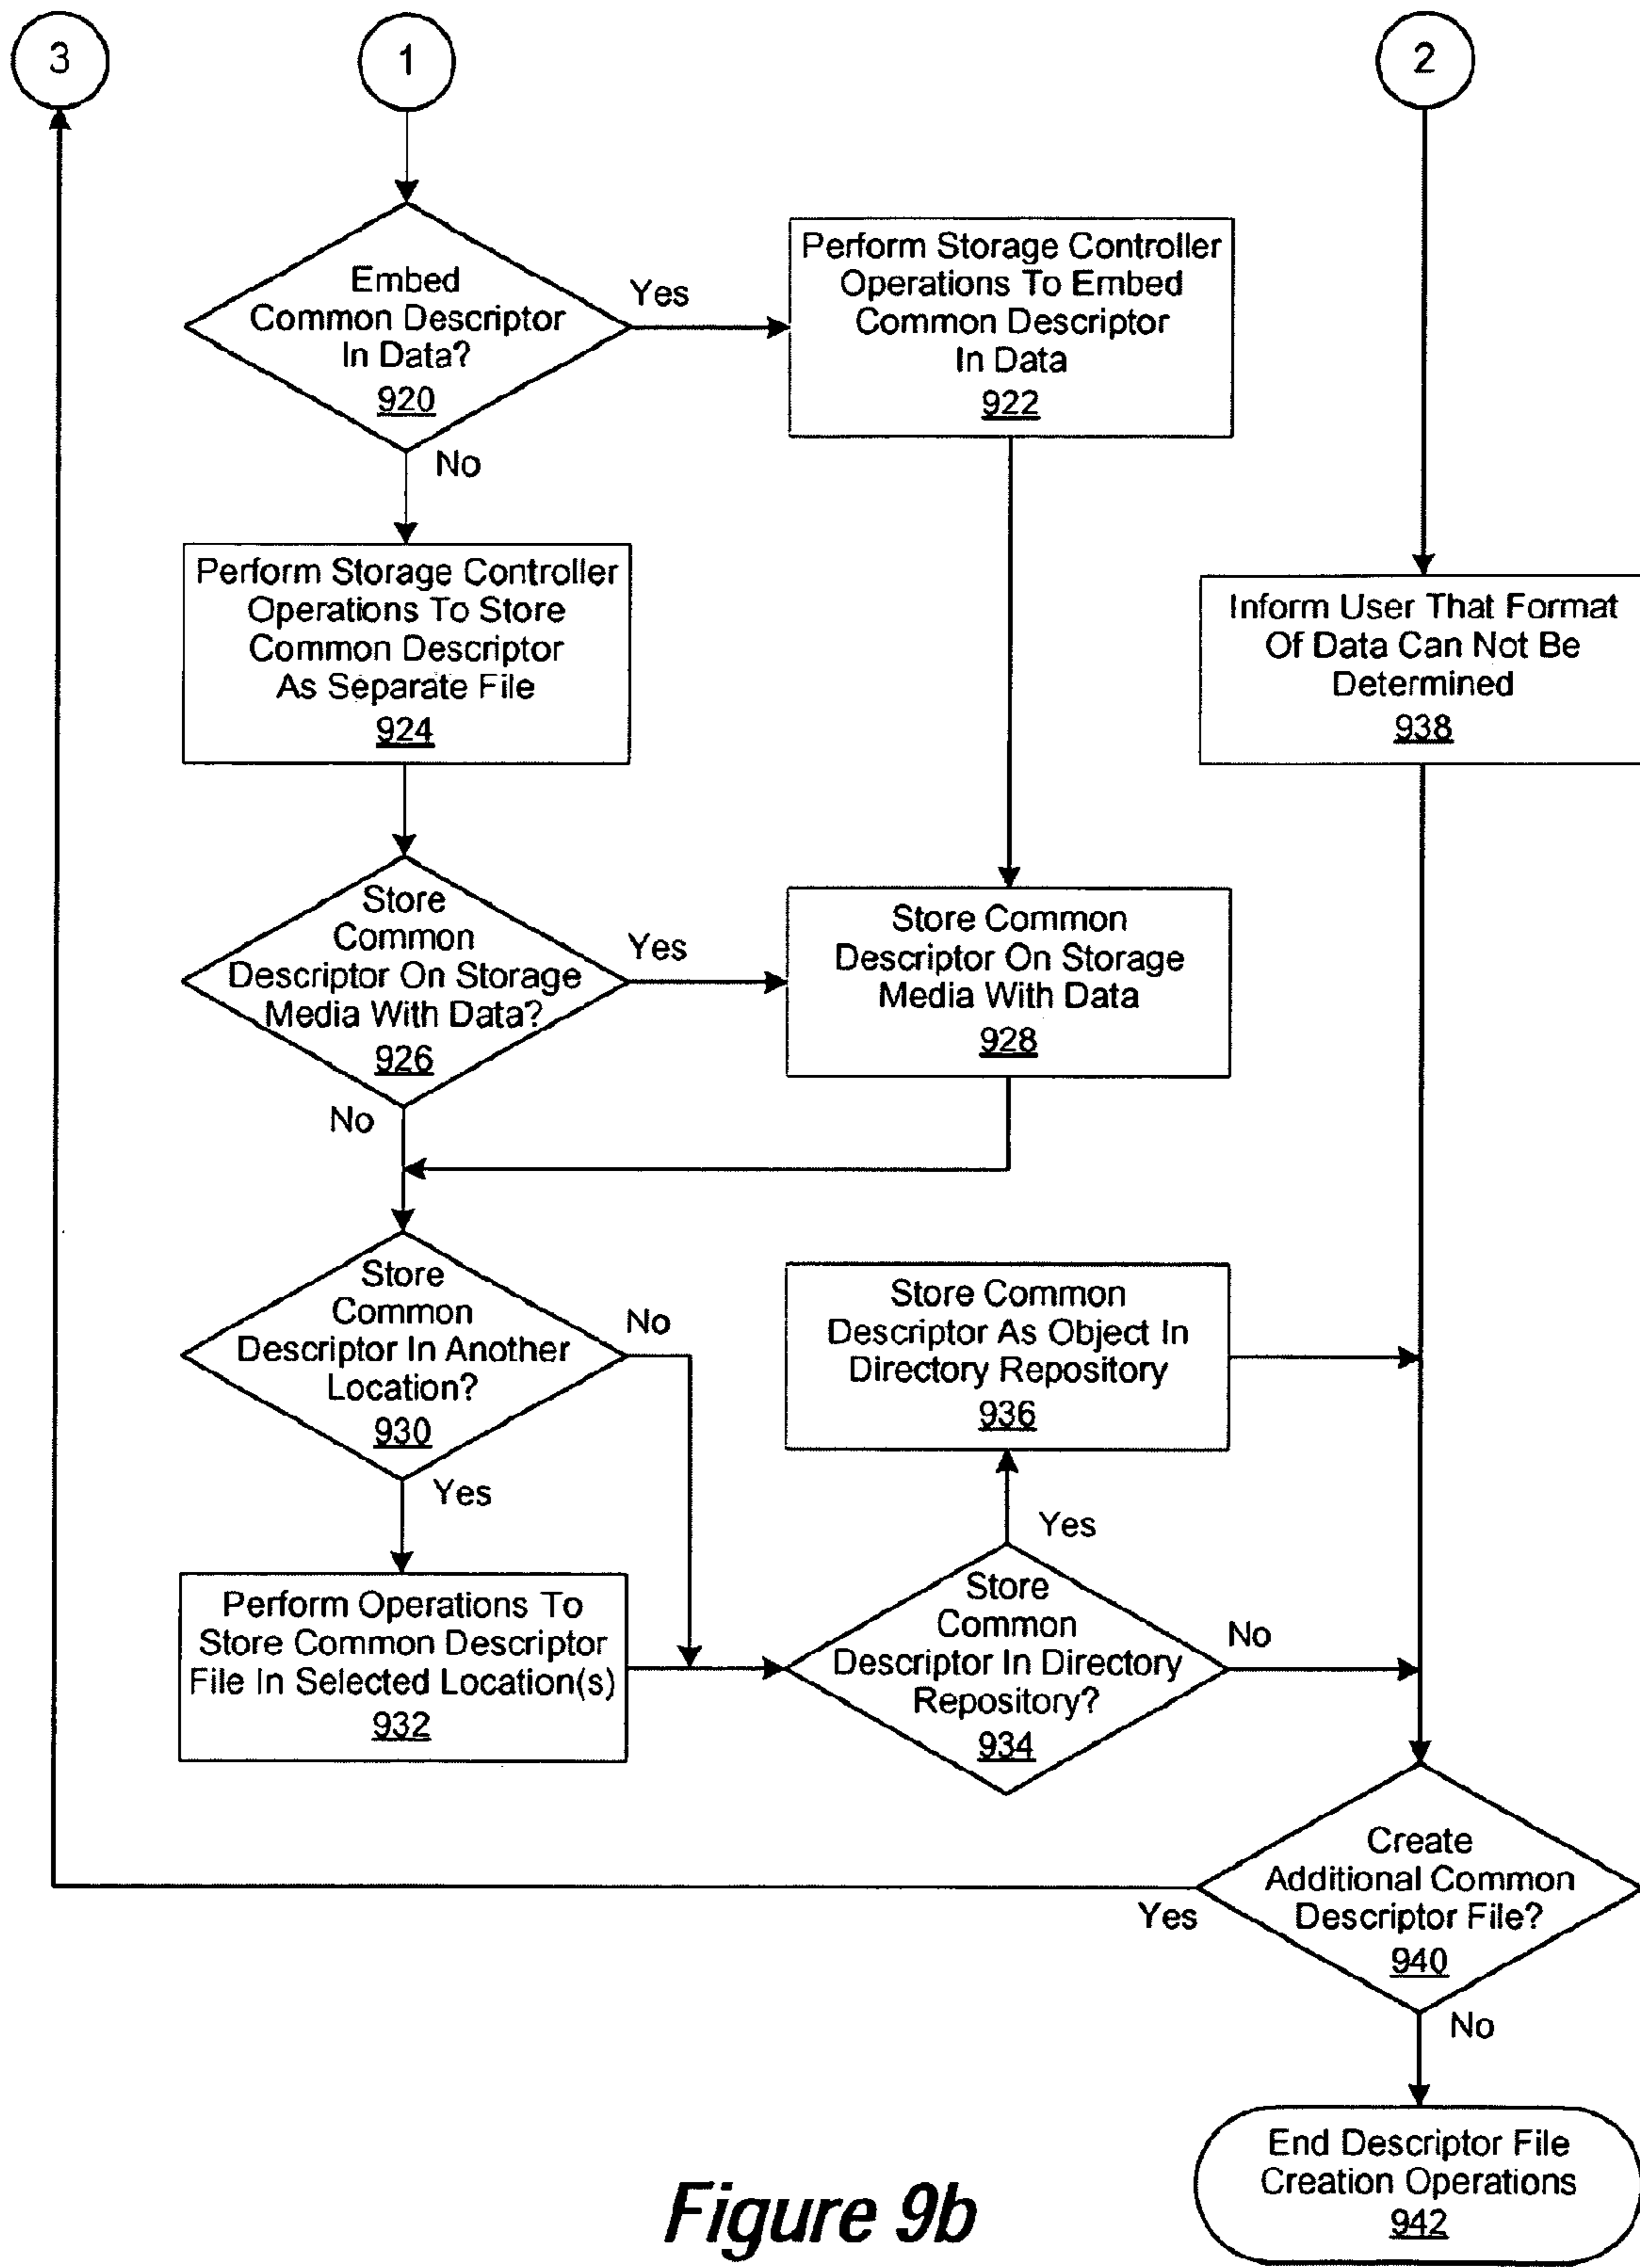 3
1
2
Embed
Common Descriptor
In Data?
920
Yes
No
Perform Storage Controller
Operations To Embed
Common Descriptor
In Data
922
Perform Storage Controller
Operations To Store
Common Descriptor
As Separate File
924
Inform User That Format
Of Data Can Not Be
Determined
938
Store
Common
Descriptor On Storage
Media With Data?
926
Yes
No
Store Common
Descriptor On Storage
Media With Data
928
Store
Common
Descriptor In Another
Location?
930
No
Yes
Store Common
Descriptor As Object In
Directory Repository
936
Perform Operations To
Store Common Descriptor
File In Selected Location(s)
932
Yes
Store
Common
Descriptor In Directory
Repository?
934
No
Create
Additional Common
Descriptor File?
940
Yes
No
End Descriptor File
Creation Operations
942
Figure 9b